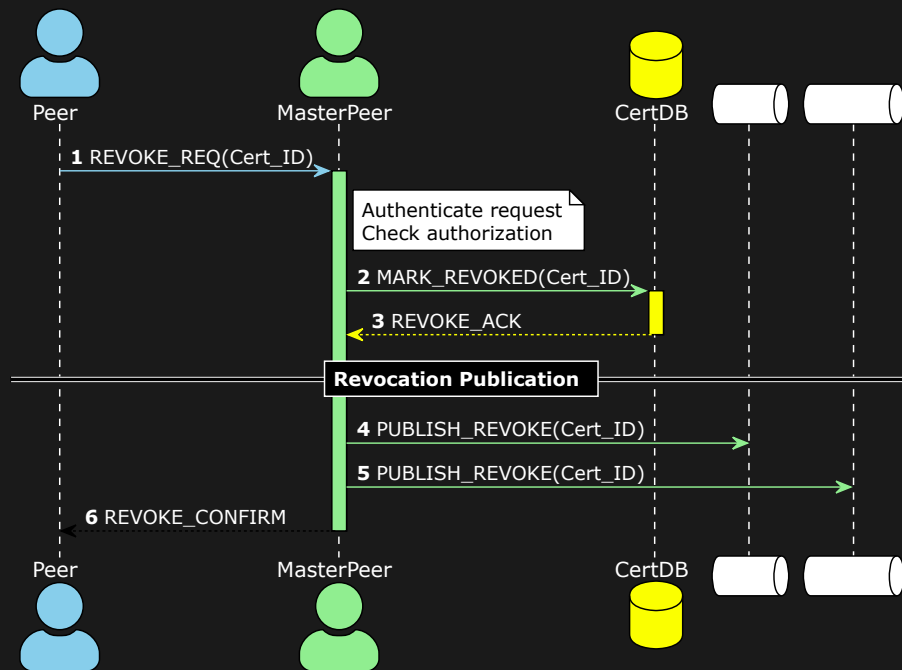 Peer
MasterPeer
CertDB
1 REVOKE_REQ(Cert_ID)
Authenticate request
Check authorization
2 MARK_REVOKED(Cert_ID)
3 REVOKE_ACK
Revocation Publication
4 PUBLISH_REVOKE(Cert_ID)
5 PUBLISH_REVOKE(Cert_ID)
6 REVOKE_CONFIRM
Peer
MasterPeer
CertDB